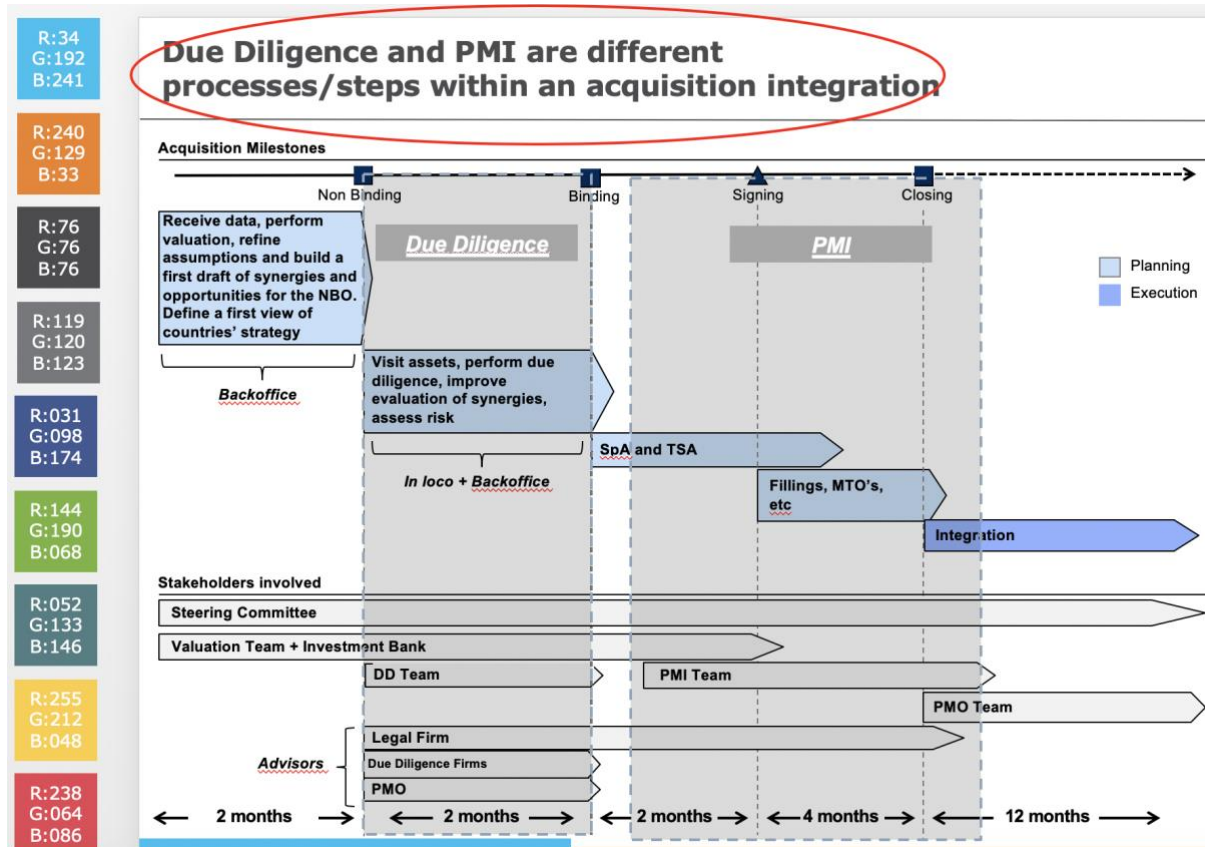 R:34
G:192
B:241
R:240
G:129
B:33
R:76
G:76
B:76
R:119
G:120
B:123
R:031
G:098
B:174
R:144
G:190
B:068
R:052
G:133
B:146
R:255
G:212
B:048
R:238
G:064
B:086
Due Diligence and PMI are different
processes/steps within an acquisition integration
Acquisition Milestones
Non Binding
Binding
Signing
Closing
Receive data, perform
valuation, refine
assumptions and build a
first draft of synergies and
opportunities for the NBO.
Define a first view of
countries’ strategy
Due Diligence
PMI
Planning
Execution
Backoffice
Visit assets, perform due
diligence, improve
evaluation of synergies,
assess risk
In loco + Backoffice
SpA and TSA
Fillings, MTO’s,
etc
Integration
Stakeholders involved
Steering Committee
Valuation Team + Investment Bank
DD Team
PMI Team
PMO Team
Advisors
Legal Firm
Due Diligence Firms
PMO
2 months
2 months
2 months
4 months
12 months